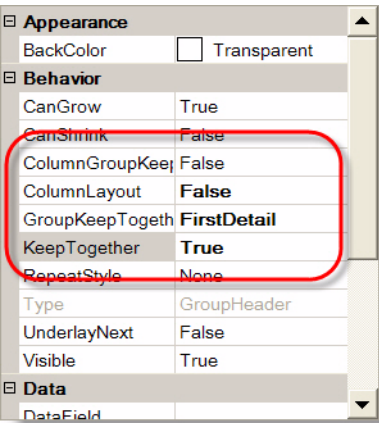 Appearance
BackColor Transparent
Behavior
CanGrow True
CanShrink False
ColumnGroupKeep False
ColumnLayout False
GroupKeepTogeth FirstDetail
KeepTogether True
RepeatStyle None
Type GroupHeader
UnderlayNext False
Visible True
Data
DataField